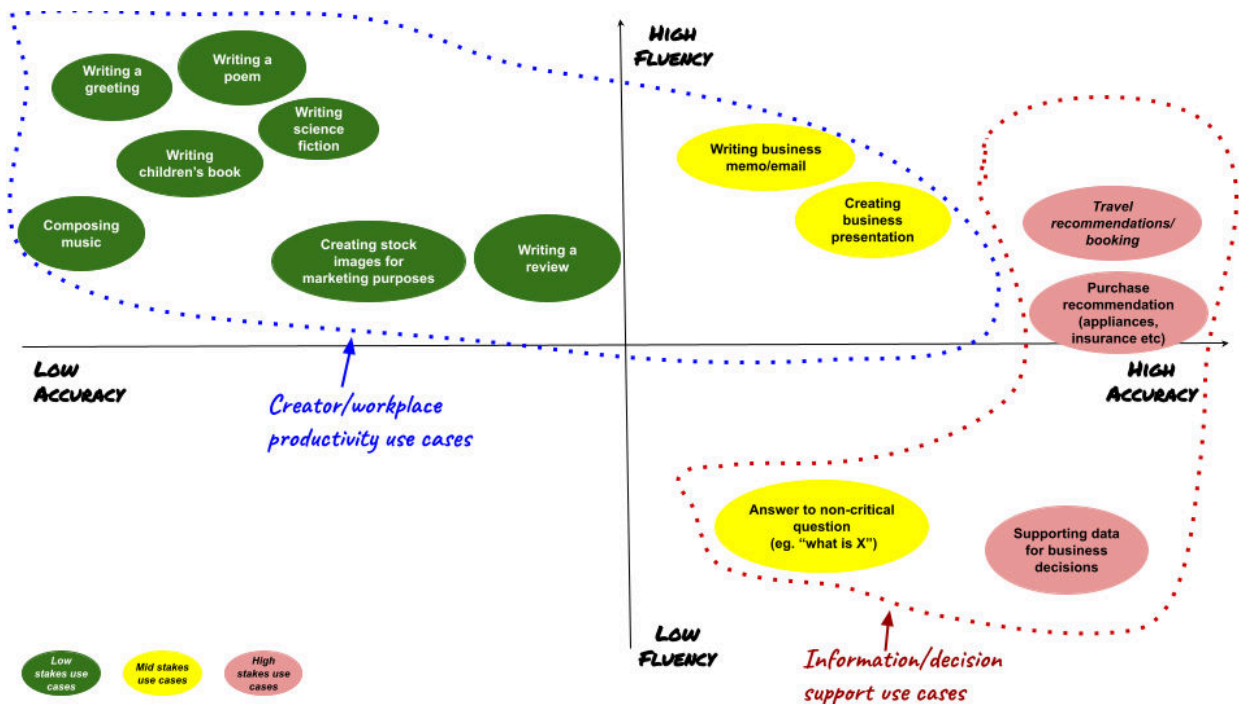 High
Fluency
Writing a
greeting
Writing a
poem
Writing
science
fiction
Writing
children's book
Composing
music
Creating stock
images for
marketing purposes
Writing a
review
Writing business
memo/email
Creating
business
presentation
Travel
recommendations/
booking
Purchase
recommendation
(appliances,
insurance etc)
Low
Accuracy
High
Accuracy
Creator/workplace
productivity use cases
Answer to non-critical
question
(eg. “what is X”)
Supporting data
for business
decisions
Low
Fluency
Information/decision
support use cases
Low
stakes use
cases
Mid stakes
use cases
High
stakes use
cases